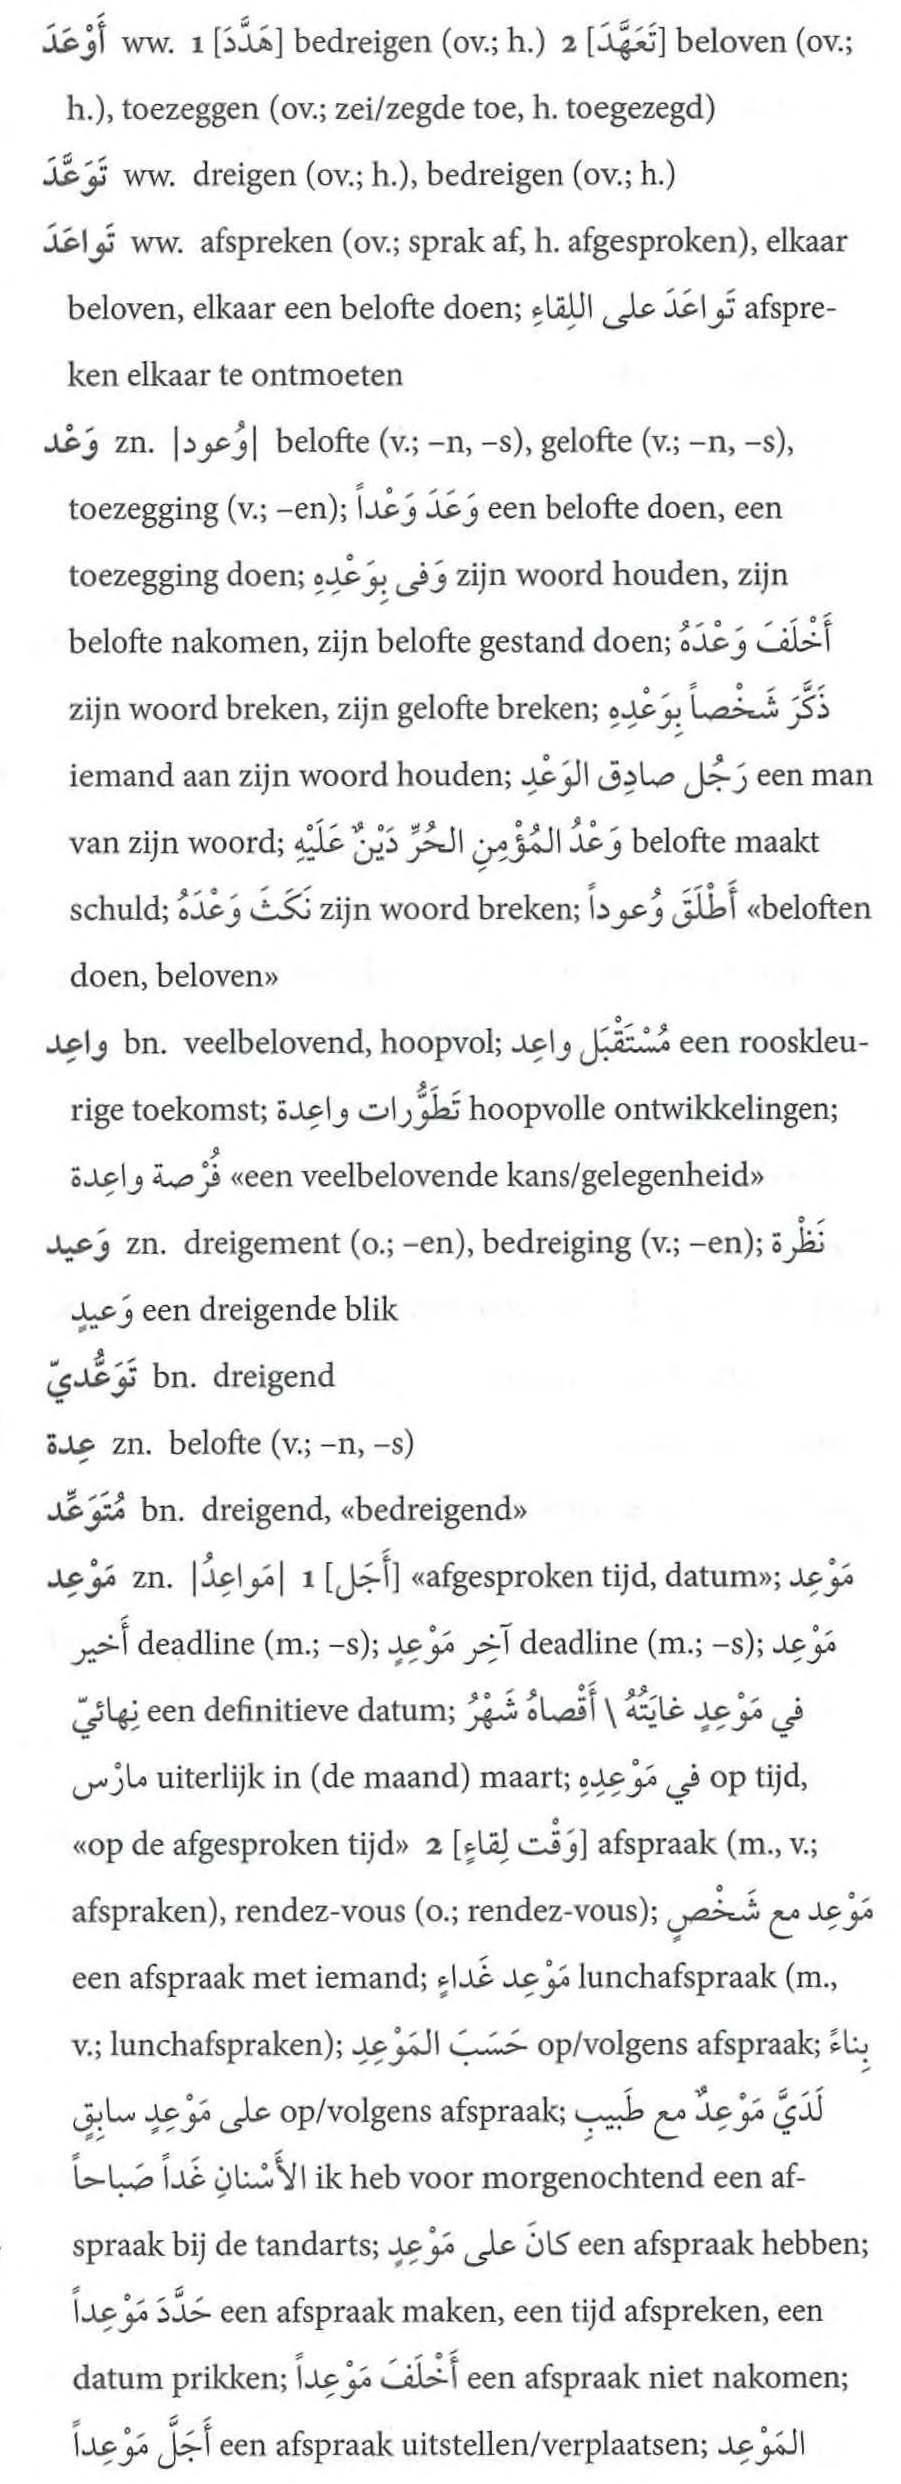 أَوْعَدَ ww. 1 [هَدَّدَ] bedreigen (ov.; h.) 2 [تَعَهَّدَ] beloven (ov.;
h.), toezeggen (ov.; zei/zegde toe, h. toegezegd)
تَوَعَّدَ ww. dreigen (ov.; h.), bedreigen (ov.; h.)
تَواعَدَ ww. afspreken (ov.; sprak af, h. afgesproken), elkaar
beloven, elkaar een belofte doen; تَواعَدَ على اللِقاءِ afspre-
ken elkaar te ontmoeten
وَعْد zn. |وُعود| belofte (v.; –n, –s), gelofte (v.; –n, –s),
toezegging (v.; –en); وَعَدَ وَعْداً een belofte doen, een
toezegging doen; وَفى بِوَعْدِهِ zijn woord houden, zijn
belofte nakomen, zijn belofte gestand doen; أَخْلَفَ وَعْدَهُ
zijn woord breken, zijn gelofte breken; ذَكَّرَ شَخْصاً بِوَعْدِهِ
iemand aan zijn woord houden; رَجُل صادِق الوَعْدِ een man
van zijn woord; وَعْدُ المُؤْمِنِ الحُرِّ دَيْنٌ عَلَيْهِ belofte maakt
schuld; نَكَثَ وَعْدَهُ zijn woord breken; أَطْلَقَ وُعوداً «beloften
doen, beloven»
واعِد bn. veelbelovend, hoopvol; مُسْتَقْبَل واعِد een rooskleu-
rige toekomst; تَطَوُّرات واعِدة hoopvolle ontwikkelingen;
فُرْصة واعِدة «een veelbelovende kans/gelegenheid»
وَعيد zn. dreigement (o.; –en), bedreiging (v.; –en); نَظْرة
وَعيدٍ een dreigende blik
تَوَعُّديّ bn. dreigend
عِدة zn. belofte (v.; –n, –s)
مُتَوَعِّد bn. dreigend, «bedreigend»
مَوْعِد zn. |مَواعِدُ| 1 [أَجَل] «afgesproken tijd, datum»; مَوْعِد
أَخير deadline (m.; –s); آخِر مَوْعِدٍ deadline (m.; –s); مَوْعِد
نِهائيّ een definitieve datum; في مَوْعِدٍ غايَتُهُ \ أَقْصاهُ شَهْرُ
مارْس uiterlijk in (de maand) maart; في مَوْعِدِهِ op tijd,
«op de afgesproken tijd» 2 [وَقْت لِقاءٍ] afspraak (m., v.;
afspraken), rendez-vous (o.; rendez-vous); مَوْعِد مع شَخْصٍ
een afspraak met iemand; مَوْعِد غَداءٍ lunchafspraak (m.,
v.; lunchafspraken); حَسَبَ المَوْعِدِ op/volgens afspraak; بِناءً
على مَوْعِدٍ سابِقٍ op/volgens afspraak; لَدَيَّ مَوْعِدٌ مع طَبيبِ
الأَسْنانِ غَداً صَباحاً ik heb voor morgenochtend een af-
spraak bij de tandarts; كانَ على مَوْعِدٍ een afspraak hebben;
حَدَّدَ مَوْعِداً een afspraak maken, een tijd afspreken, een
datum prikken; أَخْلَفَ مَوْعِداً een afspraak niet nakomen;
أَجَّلَ مَوْعِداً een afspraak uitstellen/verplaatsen; المَوْعِد